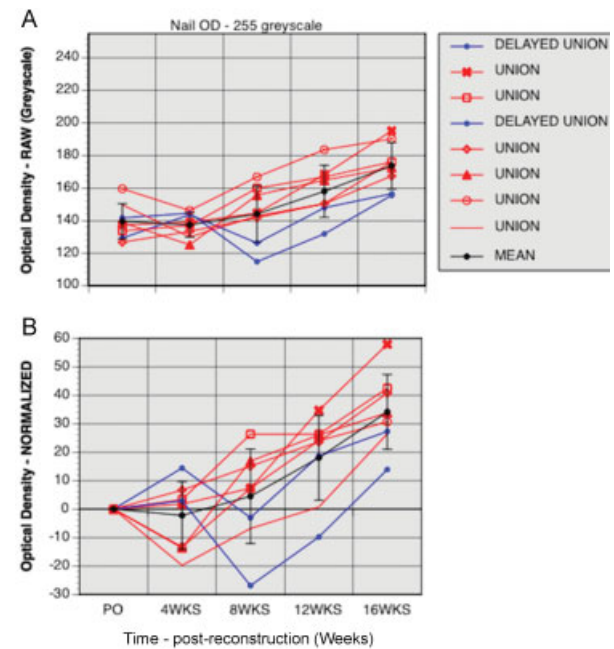 A
Nail OD - 255 greyscale
Optical Density - RAW (Greyscale)
240
220
200
180
160
140
120
100
DELAYED UNION
UNION
UNION
DELAYED UNION
UNION
UNION
UNION
UNION
MEAN
B
Optical Density - NORMALIZED
60
50
40
30
20
10
0
-10
-20
-30
PO 4WKS 8WKS 12WKS 16WKS
Time - post-reconstruction (Weeks)